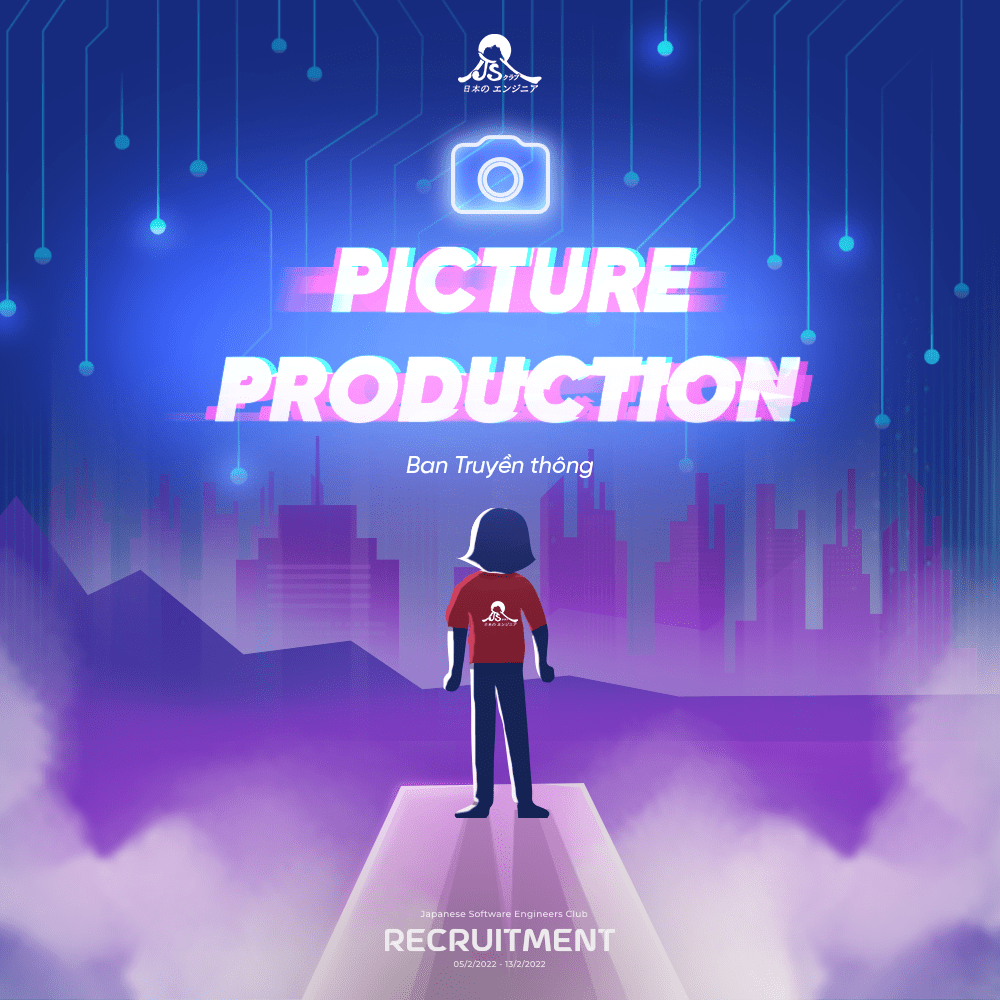 JS クラブ
日本の エンジニア
PICTURE
PRODUCTION
Ban Truyền thông
JS
日本の エンジニア
Japanese Software Engineers Club
RECRUITMENT
05/2/2022 - 13/2/2022